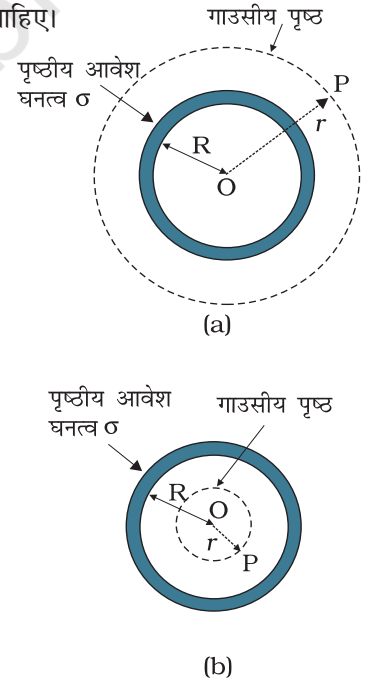 ाहिए।
गाउसीय पृष्ठ
पृष्ठीय आवेश
घनत्व σ
P
R
r
O
(a)
पृष्ठीय आवेश
घनत्व σ
गाउसीय पृष्ठ
R
O
r
P
(b)